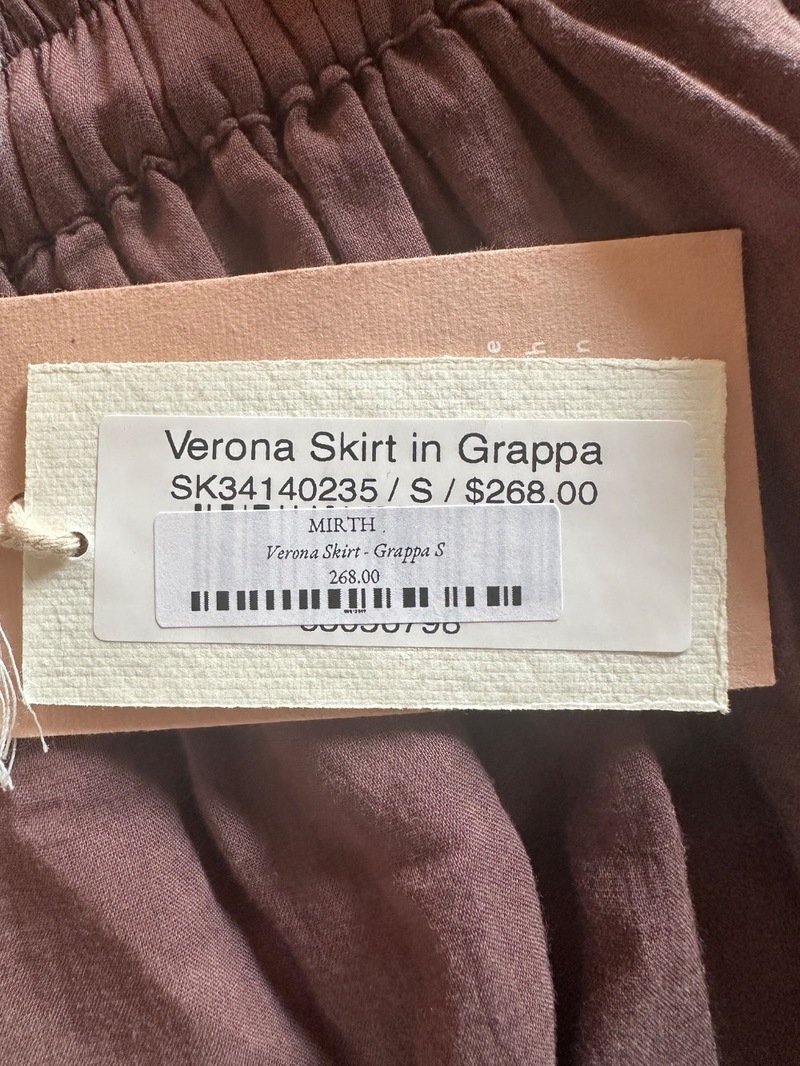 e
h
n
Verona Skirt in Grappa
SK34140235 / S / $268.00
MIRTH .
Verona Skirt - Grappa S
268.00